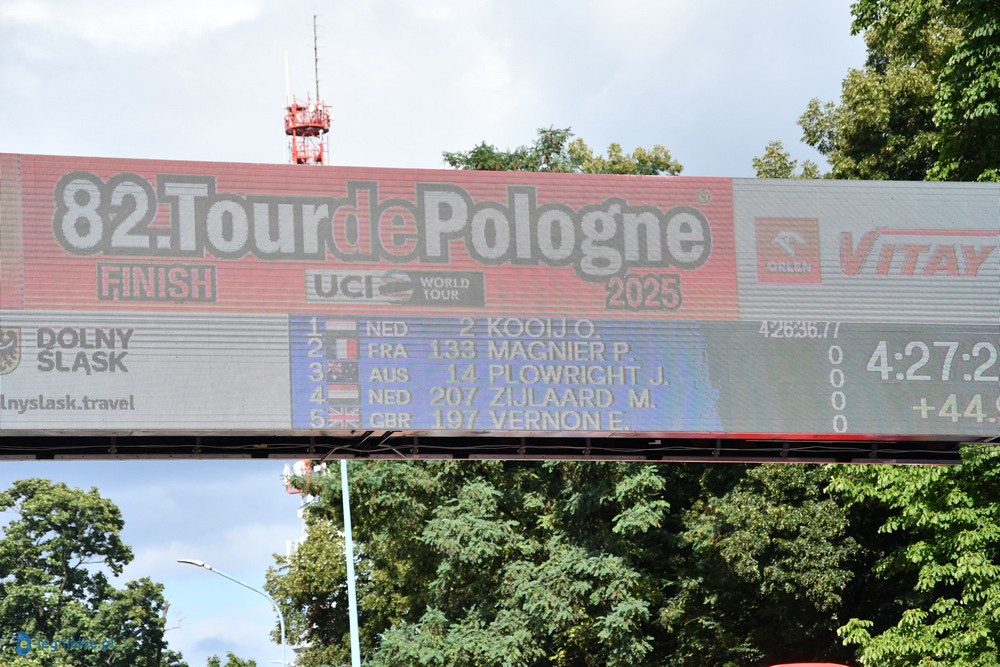 82.TourdePologne®
FINISH
UCI WORLD TOUR
2025
ORLEN
VITAY
DOLNY
ŚLĄSK
lnyslask.travel
1 NED 2 KOOIJ O. 4:26:36.77
2 FRA 133 MAGNIER P. 0
3 AUS 14 PLOWRIGHT J. 0
4 NED 207 ZIJLAARD M. 0
5 GBR 197 VERNON E. 0
4:27:2
+44.